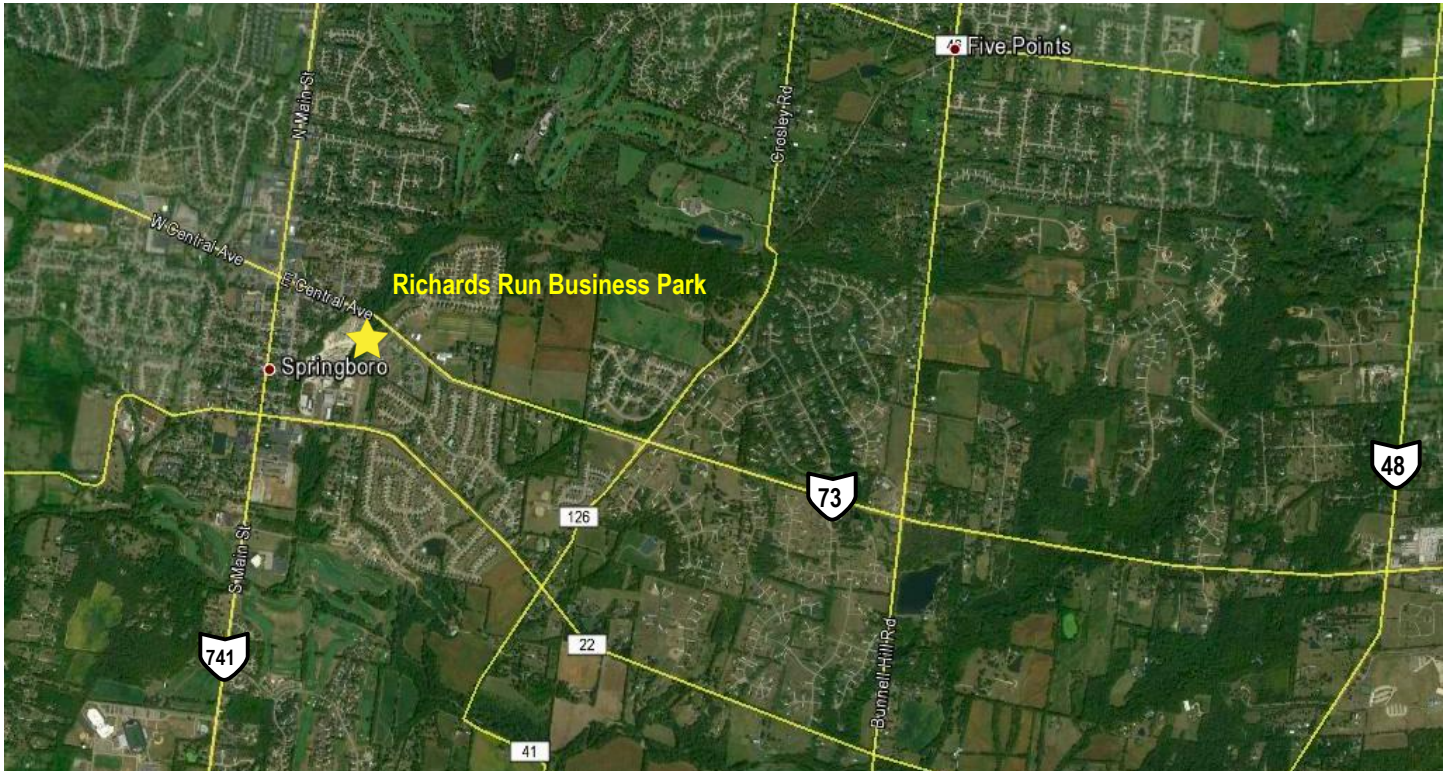 Five Points
N Main St
Crosley Rd
W Central Ave
E Central Ave
Richards Run Business Park
Springboro
48
73
126
S Main St
22
741
Bunnell Hill Rd
41